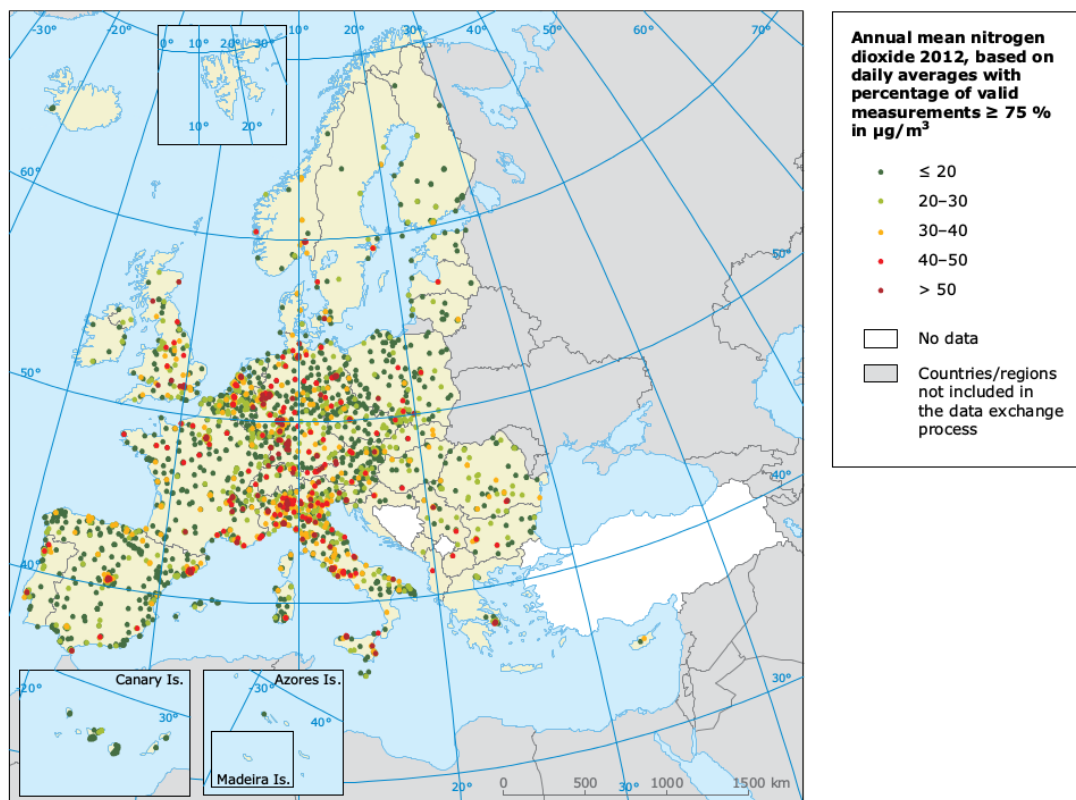 -30°
-20°
-10°
0°
10°
20°
30°
40°
50°
60°
70°
0°
10°
20°
30°
10°
20°
60°
50°
50°
40°
40°
30°
Canary Is.
-20°
30°
Azores Is.
-30°
40°
Madeira Is.
20°
30°
0
500
1000
1500 km
Annual mean nitrogen
dioxide 2012, based on
daily averages with
percentage of valid
measurements ≥ 75 %
in µg/m³
≤ 20
20–30
30–40
40–50
> 50
No data
Countries/regions
not included in
the data exchange
process